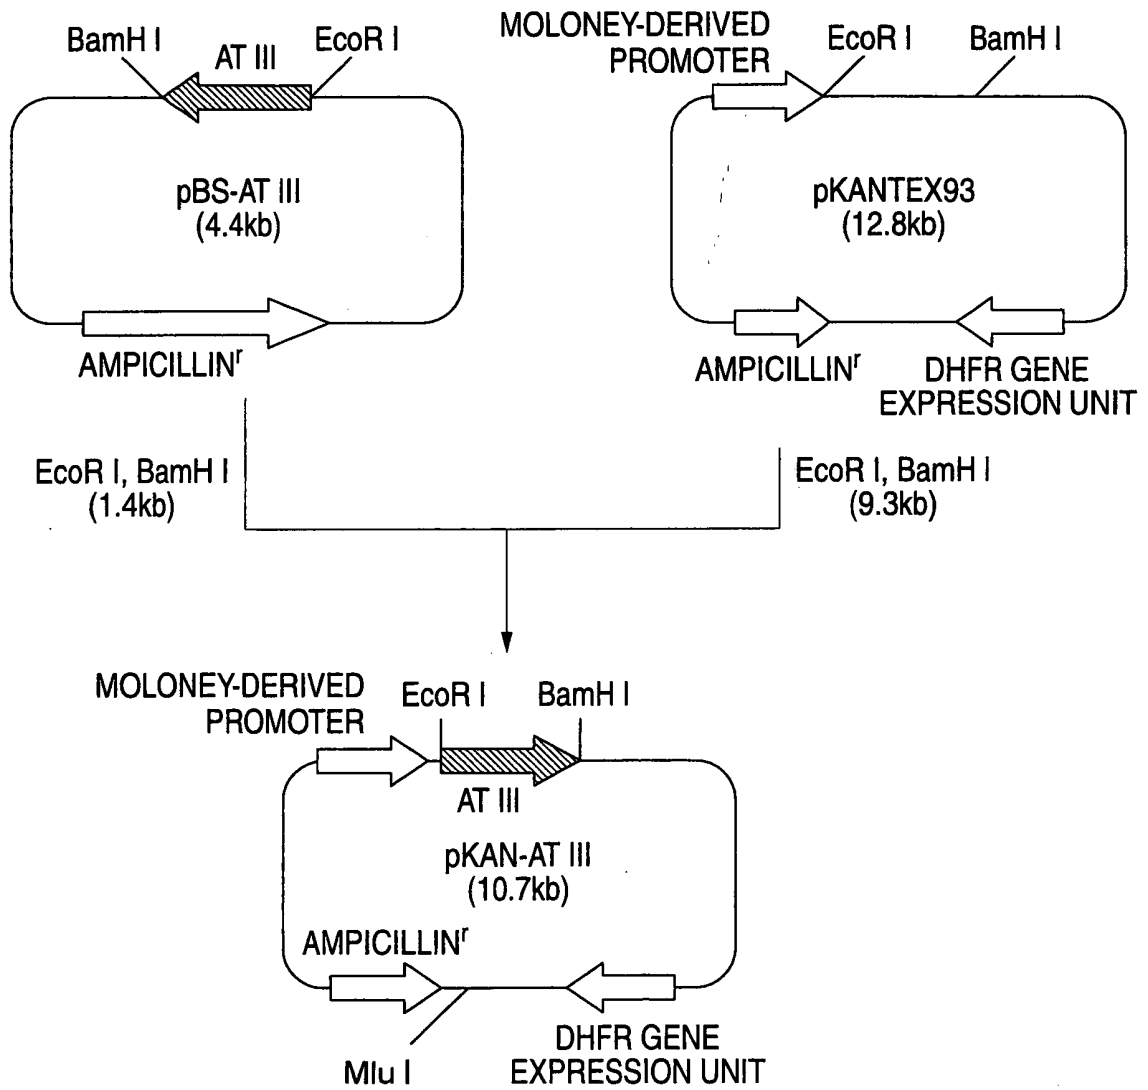 BamH I
AT III
EcoR I
pBS-AT III
(4.4kb)
AMPICILLINʳ
MOLONEY-DERIVED
PROMOTER
EcoR I
BamH I
pKANTEX93
(12.8kb)
AMPICILLINʳ
DHFR GENE
EXPRESSION UNIT
EcoR I, BamH I
(1.4kb)
EcoR I, BamH I
(9.3kb)
MOLONEY-DERIVED
PROMOTER
EcoR I
BamH I
AT III
pKAN-AT III
(10.7kb)
AMPICILLINʳ
Mlu I
DHFR GENE
EXPRESSION UNIT